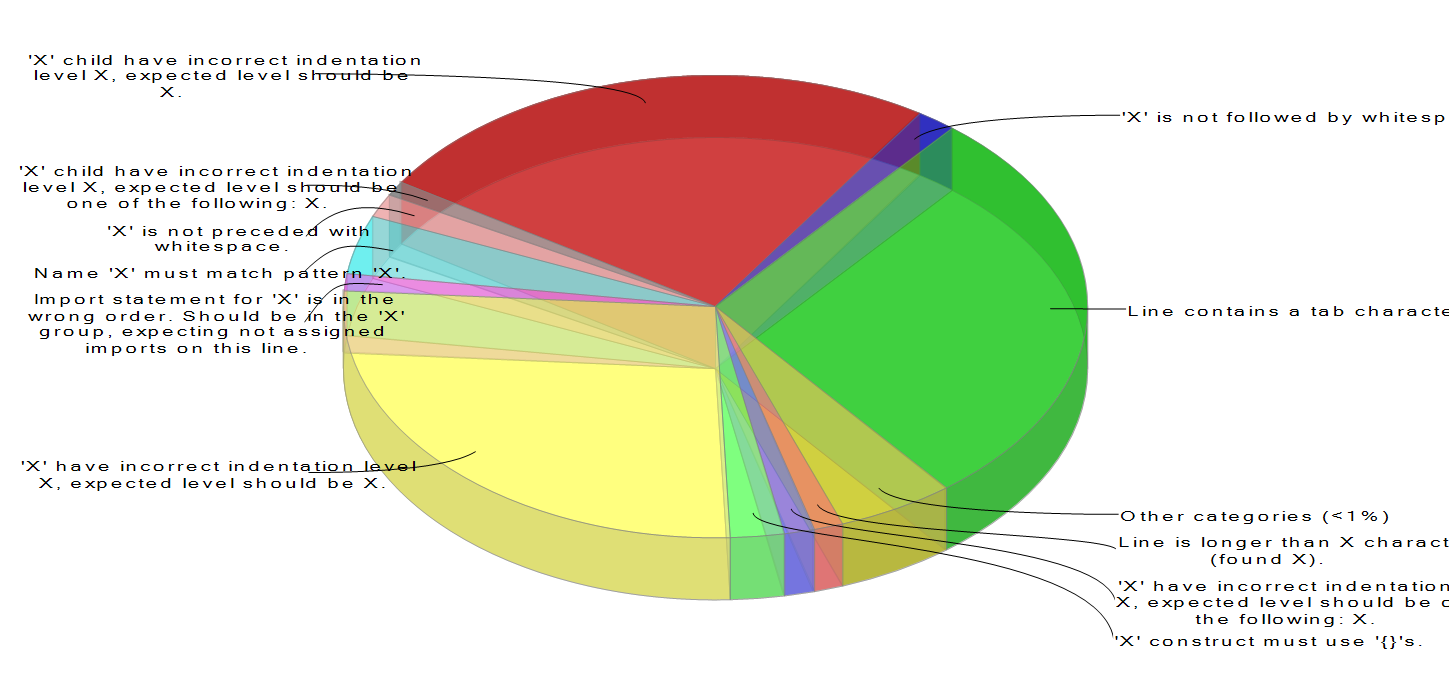 'X' child have incorrect indentation
level X, expected level should be
X.
'X' child have incorrect indentation
level X, expected level should be
one of the following: X.
'X' is not preceded with
whitespace.
Name 'X' must match pattern 'X'.
Import statement for 'X' is in the
wrong order. Should be in the 'X'
group, expecting not assigned
imports on this line.
'X' have incorrect indentation level
X, expected level should be X.
'X' is not followed by whitesp
Line contains a tab characte
Other categories (<1%)
Line is longer than X charact
(found X).
'X' have incorrect indentation
X, expected level should be o
the following: X.
'X' construct must use '{}'s.